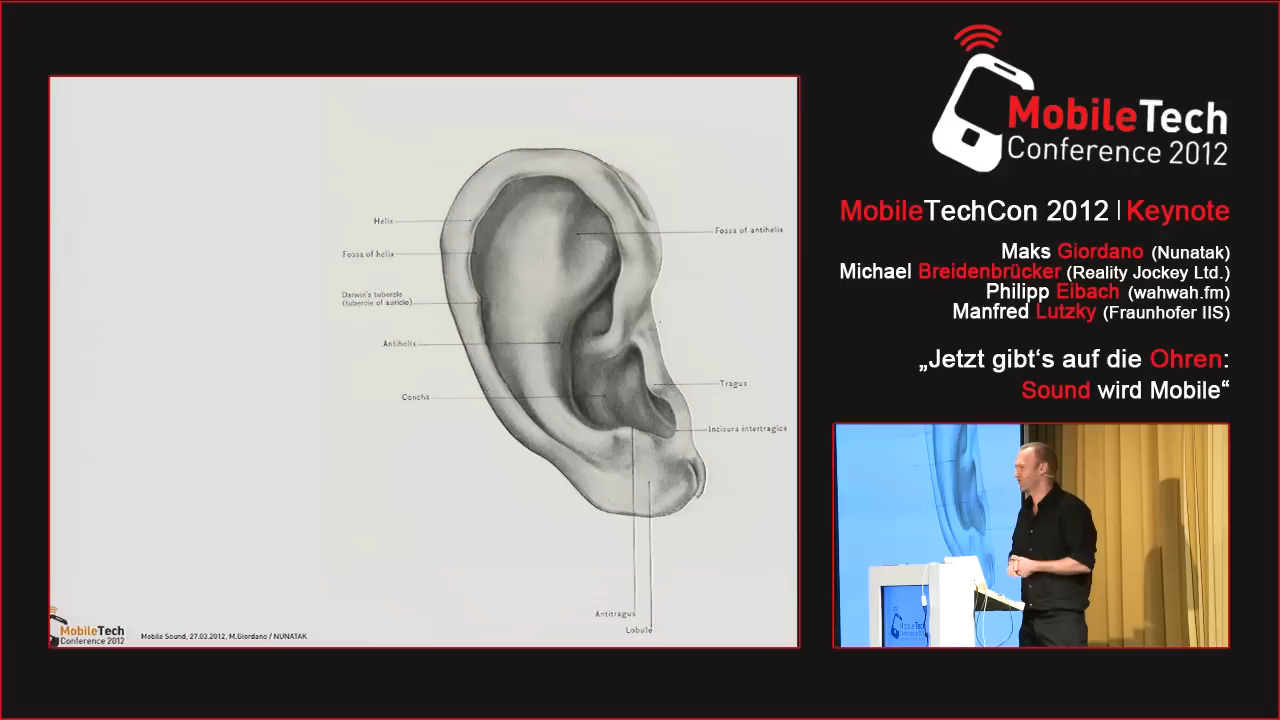 Helix
Fossa of helix
Darwin's tubercle
(tubercle of auricle)
Antihelix
Concha
Fossa of antihelix
Tragus
Incisura intertragica
Antitragus
Lobule
MobileTech
Conference 2012
Mobile Sound, 27.03.2012, M.Giordano / NUNATAK
MobileTech
Conference 2012
MobileTechCon 2012 | Keynote
Maks Giordano (Nunatak)
Michael Breidenbrücker (Reality Jockey Ltd.)
Philipp Eibach (wahwah.fm)
Manfred Lutzky (Fraunhofer IIS)
„Jetzt gibt's auf die Ohren:
Sound wird Mobile“
MobileTech
Conference 2012